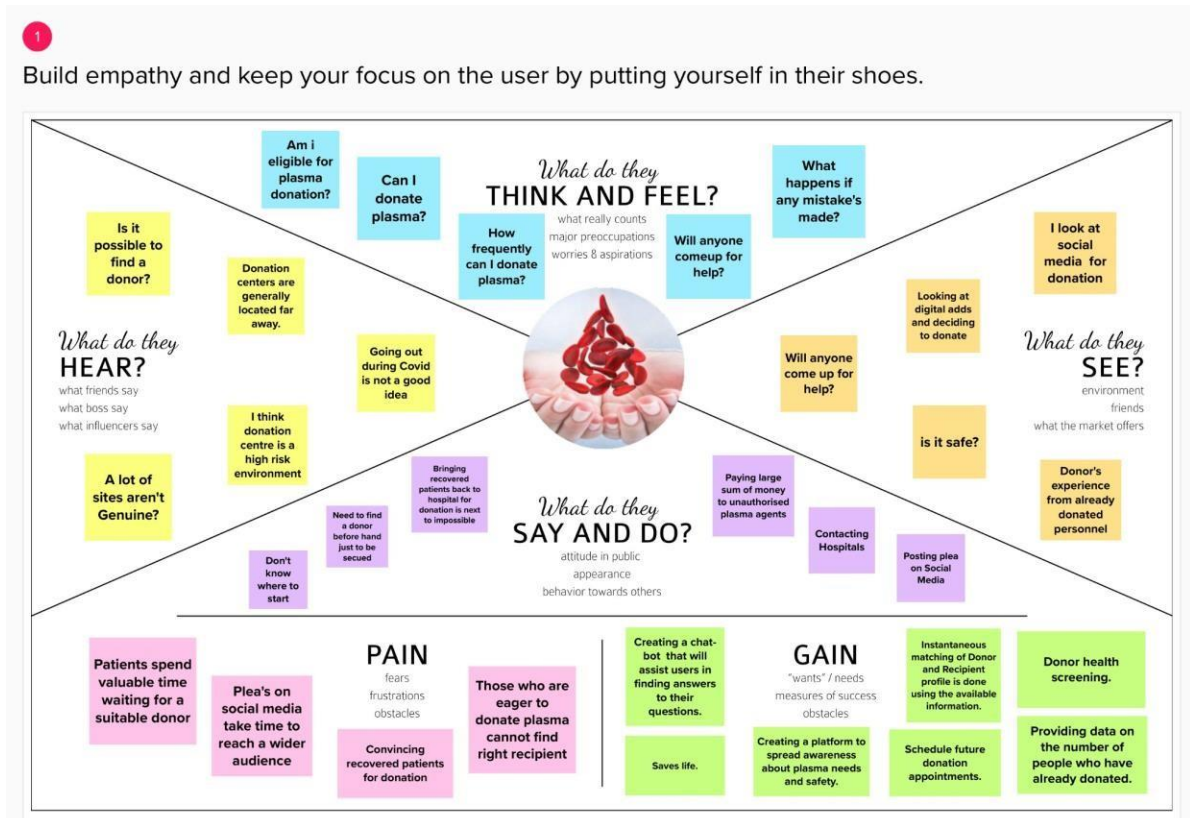 1
Build empathy and keep your focus on the user by putting yourself in their shoes.
What do they
THINK AND FEEL?
what really counts
major preoccupations
worries & aspirations
Am i
eligible for
plasma
donation?
Can I
donate
plasma?
How
frequently
can I donate
plasma?
Will anyone
comeup for
help?
What
happens if
any mistake's
made?
What do they
HEAR?
what friends say
what boss say
what influencers say
Is it
possible to
find a
donor?
Donation
centers are
generally
located far
away.
Going out
during Covid
is not a good
idea
I think
donation
centre is a
high risk
environment
A lot of
sites aren't
Genuine?
What do they
SEE?
environment
friends
what the market offers
I look at
social
media for
donation
Looking at
digital adds
and deciding
to donate
Will anyone
come up for
help?
is it safe?
Donor's
experience
from already
donated
personnel
What do they
SAY AND DO?
attitude in public
appearance
behavior towards others
Bringing
recovered
patients back to
hospital for
donation is next
to impossible
Need to find
a donor
before hand
just to be
secued
Don't
know
where to
start
Paying large
sum of money
to unauthorised
plasma agents
Contacting
Hospitals
Posting plea
on Social
Media
PAIN
fears
frustrations
obstacles
Patients spend
valuable time
waiting for a
suitable donor
Plea's on
social media
take time to
reach a wider
audience
Convincing
recovered patients
for donation
Those who are
eager to
donate plasma
cannot find
right recipient
GAIN
"wants" / needs
measures of success
obstacles
Creating a chat-
bot that will
assist users in
finding answers
to their
questions.
Saves life.
Creating a platform to
spread awareness
about plasma needs
and safety.
Instantaneous
matching of Donor
and Recipient
profile is done
using the available
information.
Schedule future
donation
appointments.
Donor health
screening.
Providing data on
the number of
people who have
already donated.